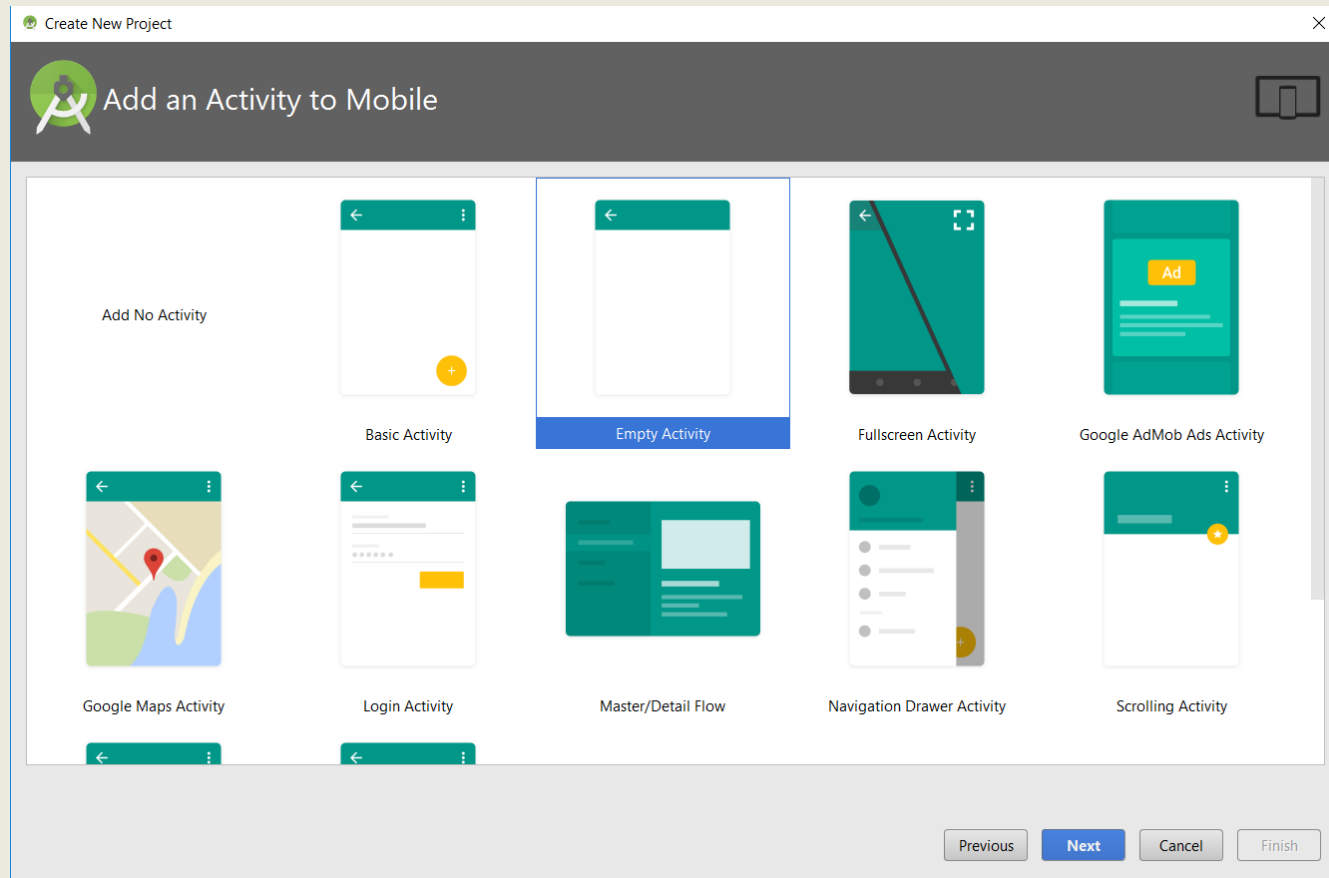 Create New Project
Add an Activity to Mobile
Add No Activity
Ad
Basic Activity
Empty Activity
Fullscreen Activity
Google AdMob Ads Activity
Google Maps Activity
Login Activity
Master/Detail Flow
Navigation Drawer Activity
Scrolling Activity
Previous
Next
Cancel
Finish